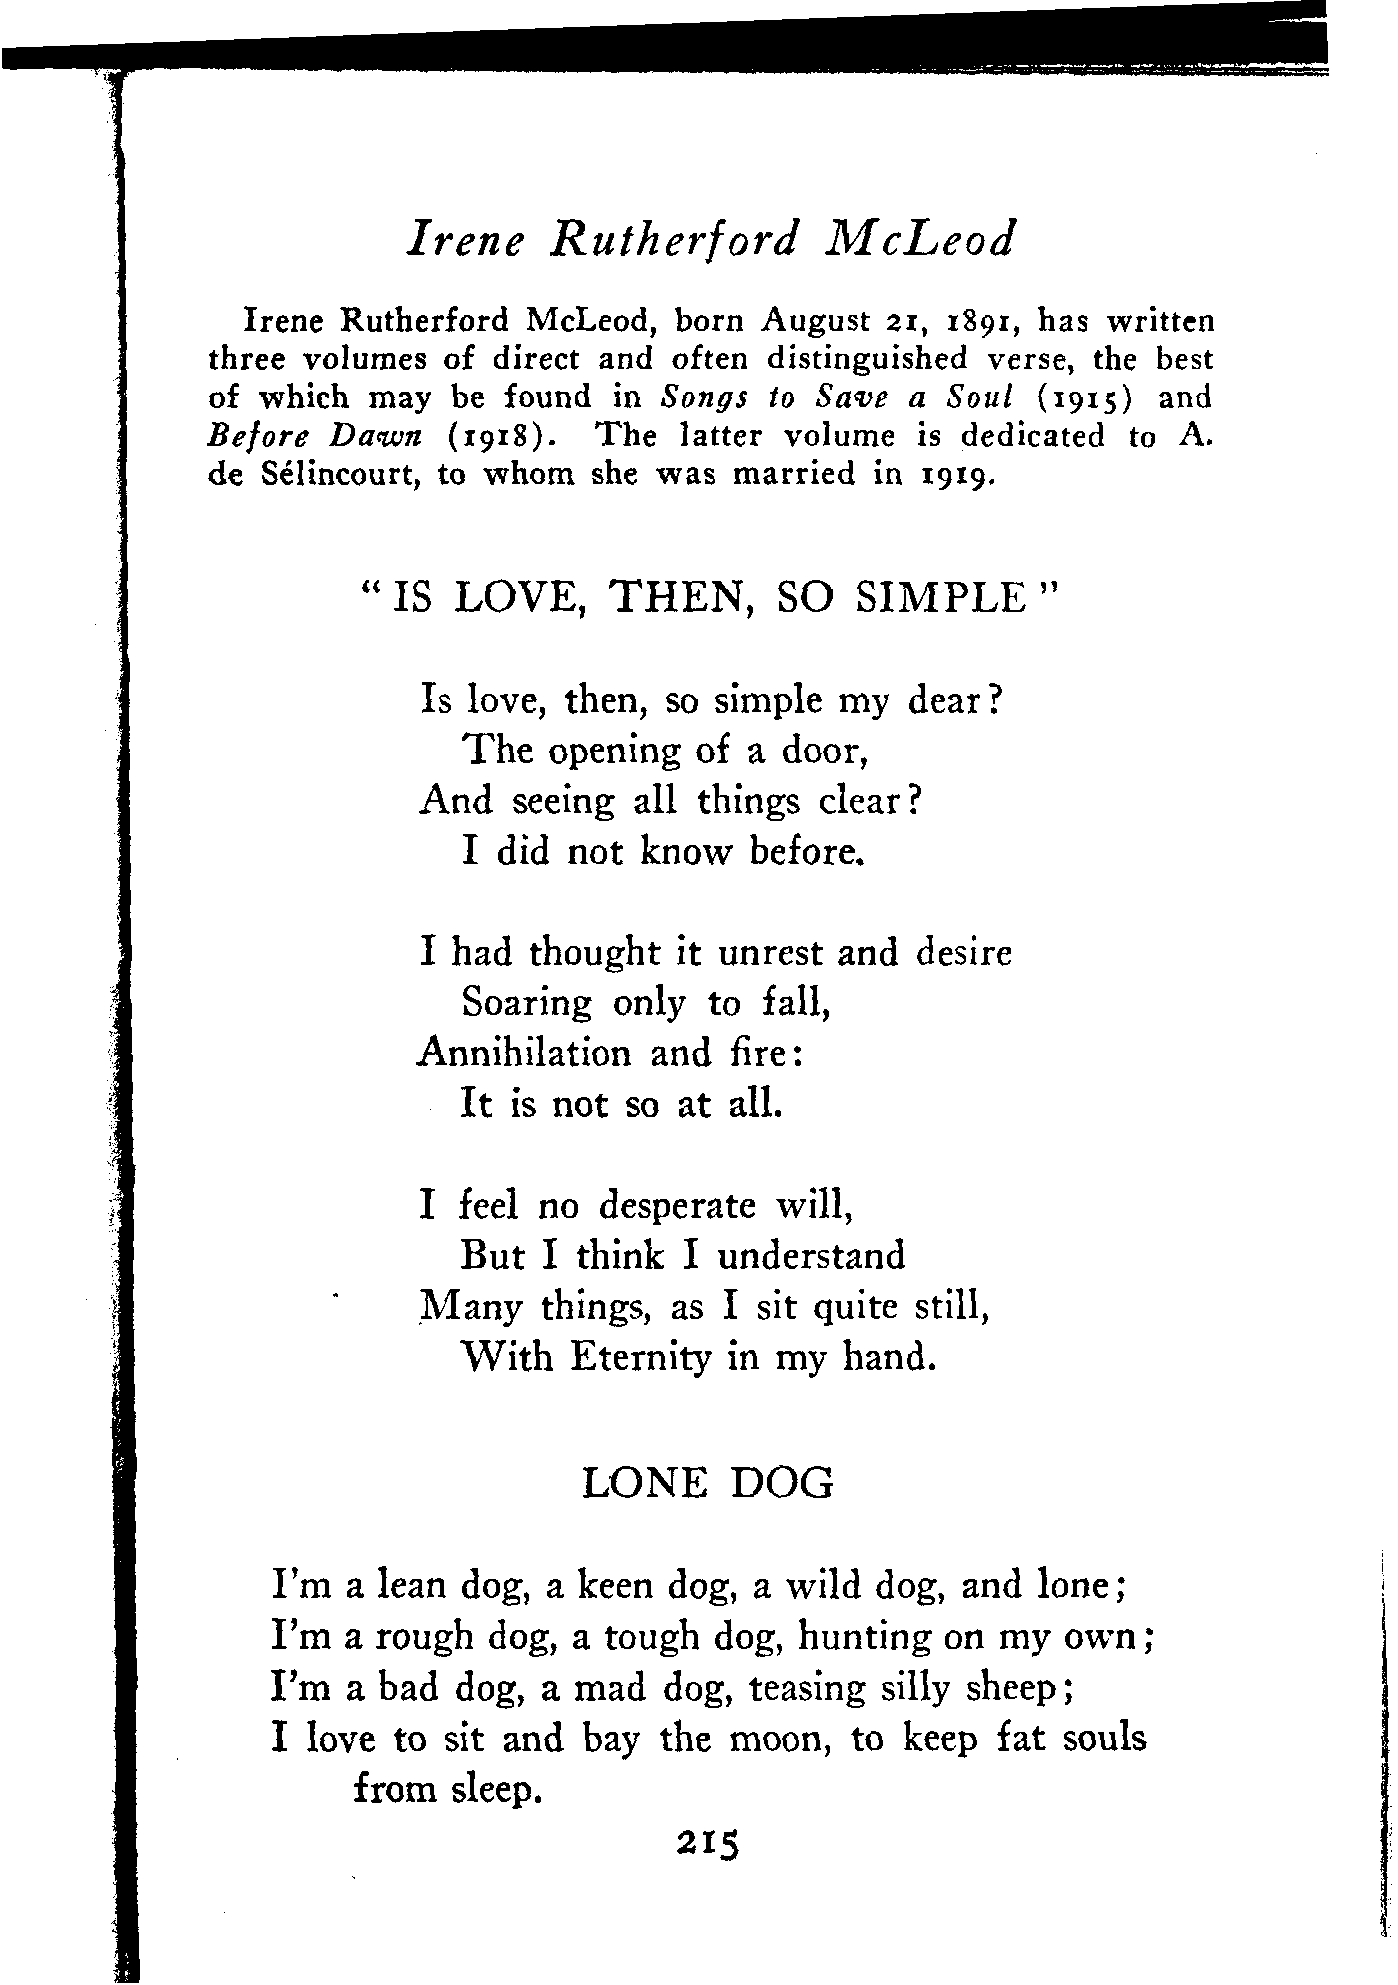 Irene Rutherford McLeod
Irene Rutherford McLeod, born August 21, 1891, has written
three volumes of direct and often distinguished verse, the best
of which may be found in Songs to Save a Soul (1915) and
Before Dawn (1918). The latter volume is dedicated to A.
de Sélincourt, to whom she was married in 1919.
“ IS LOVE, THEN, SO SIMPLE ”
Is love, then, so simple my dear?
The opening of a door,
And seeing all things clear?
I did not know before.
I had thought it unrest and desire
Soaring only to fall,
Annihilation and fire:
It is not so at all.
I feel no desperate will,
But I think I understand
Many things, as I sit quite still,
With Eternity in my hand.
LONE DOG
I'm a lean dog, a keen dog, a wild dog, and lone;
I'm a rough dog, a tough dog, hunting on my own;
I'm a bad dog, a mad dog, teasing silly sheep;
I love to sit and bay the moon, to keep fat souls
from sleep.
215